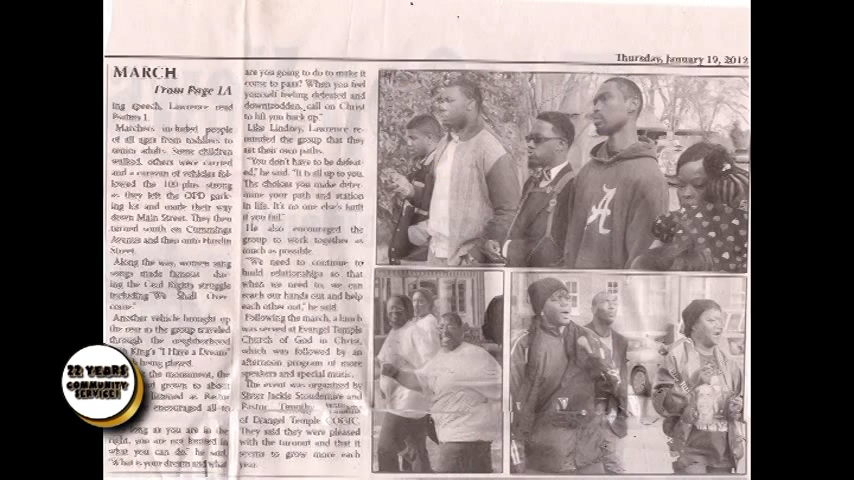 Thursday, January 19, 2012
MARCH
From Page 1A
ing speech, Lawrence read
Psalms 1.
Marchers included people
of all ages from toddlers to
senior adults. Some children
walked, others were carried
and a caravan of vehicles fol-
lowed the 100-plus strong
as they left the OPD park-
ing lot and made their way
down Main Street. They then
turned south on Cummings
Avenue and then onto Hardin
Street.
Along the way, women sang
songs made famous dur-
ing the Civil Rights struggle
including "We Shall Over-
come."
Another vehicle brought up
the rear as the group traveled
through the neighborhood
King's "I Have a Dream"
being played.
the monument, the
grown to about
listened as Pastor
encouraged all to
long as you are in the
right, you are not limited in
what you can do," he said.
"What is your dream and what
are you going to do to make it
come to pass? When you feel
yourself feeling defeated and
downtrodden, call on Christ
to lift you back up."
Like Lindsey, Lawrence re-
minded the group that they
set their own paths.
"You don't have to be defeat-
ed," he said. "It is all up to you.
The choices you make deter-
mine your path and station
in life. It's no one else's fault
if you fail."
He also encouraged the
group to work together as
much as possible.
"We need to continue to
build relationships so that
when we need to, we can
reach our hands out and help
each other out," he said.
Following the march, a lunch
was served at Evangel Temple
Church of God in Christ,
which was followed by an
afternoon program of more
speakers and special music.
The event was organized by
Sister Jackie Stoudemire and
Pastor Timothy Williams
of Evangel Temple COGIC.
They said they were pleased
with the turnout and that it
seems to grow more each
year.
A
22 YEARS
COMMUNITY
SERVICE!